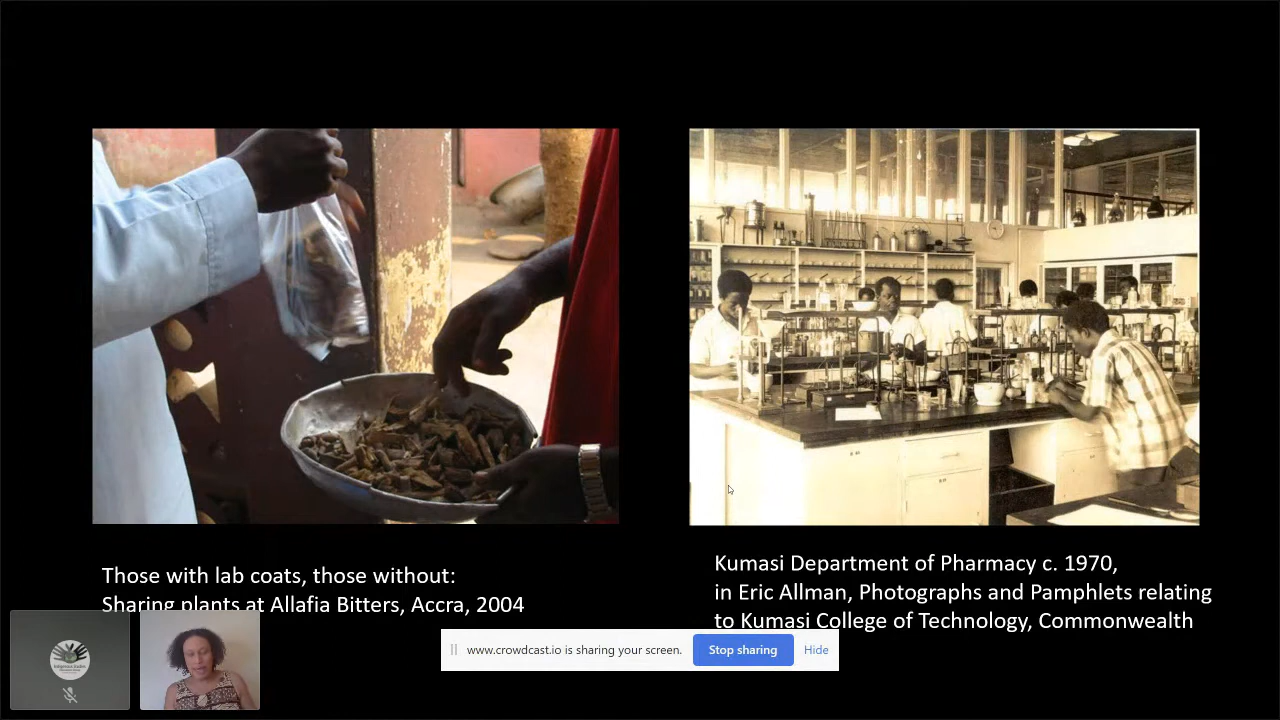 Those with lab coats, those without:
Sharing plants at Allafia Bitters, Accra, 2004
Kumasi Department of Pharmacy c. 1970,
in Eric Allman, Photographs and Pamphlets relating
to Kumasi College of Technology, Commonwealth
www.crowdcast.io is sharing your screen.
Stop sharing
Hide